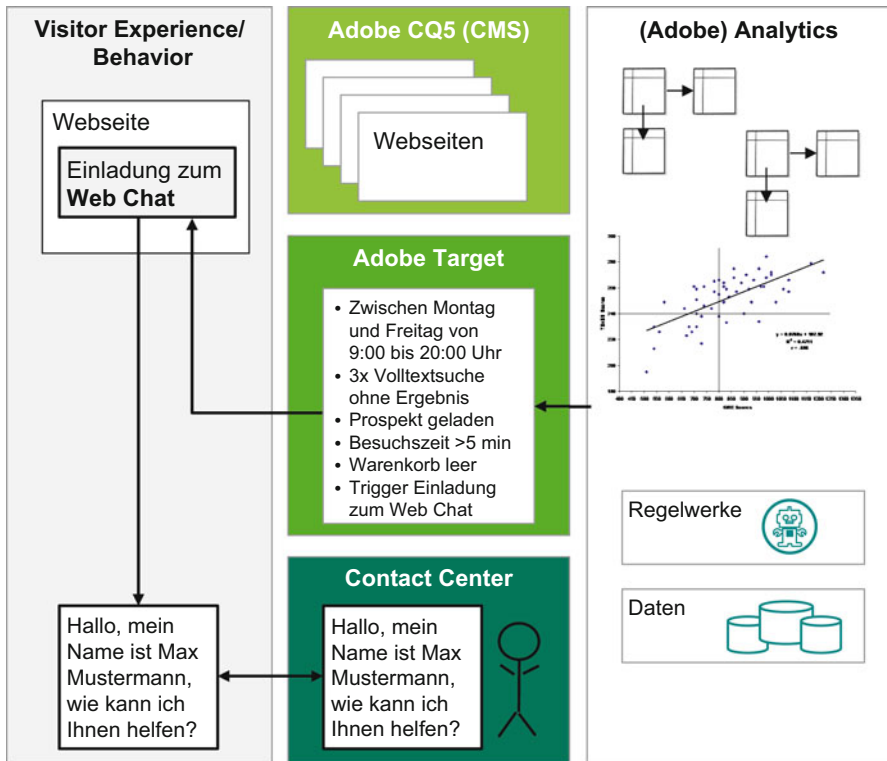 Visitor Experience/
Behavior
Webseite
Einladung zum
Web Chat
Hallo, mein
Name ist Max
Mustermann,
wie kann ich
Ihnen helfen?
Adobe CQ5 (CMS)
Webseiten
Adobe Target
• Zwischen Montag
und Freitag von
9:00 bis 20:00 Uhr
• 3x Volltextsuche
ohne Ergebnis
• Prospekt geladen
• Besuchszeit >5 min
• Warenkorb leer
• Trigger Einladung
zum Web Chat
Contact Center
Hallo, mein
Name ist Max
Mustermann,
wie kann ich
Ihnen helfen?
(Adobe) Analytics
Regelwerke
Daten